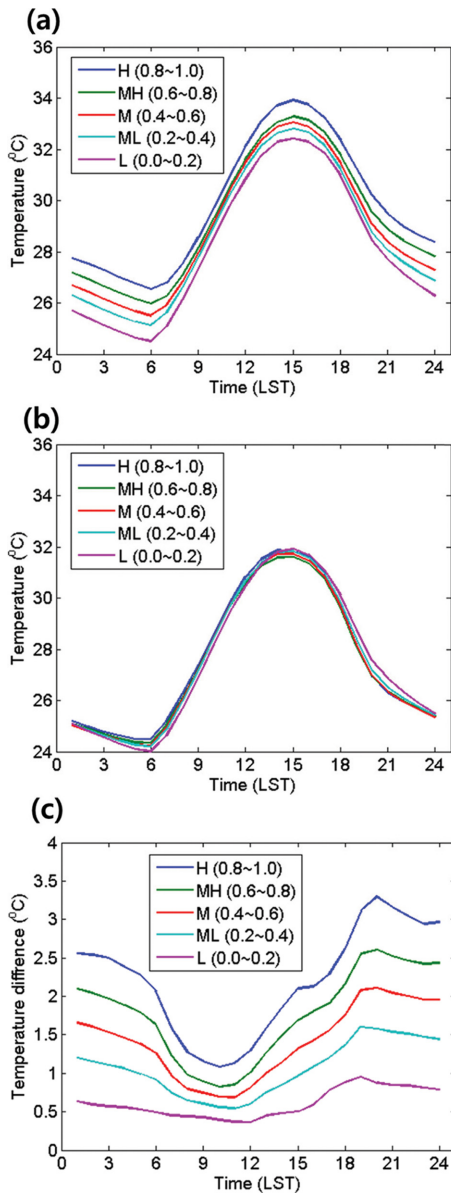 (a)
36
34
32
30
28
26
24
Temperature (⁰C)
H (0.8~1.0)
MH (0.6~0.8)
M (0.4~0.6)
ML (0.2~0.4)
L (0.0~0.2)
0 3 6 9 12 15 18 21 24
Time (LST)
(b)
36
34
32
30
28
26
24
Temperature (⁰C)
H (0.8~1.0)
MH (0.6~0.8)
M (0.4~0.6)
ML (0.2~0.4)
L (0.0~0.2)
0 3 6 9 12 15 18 21 24
Time (LST)
(c)
4
3.5
3
2.5
2
1.5
1
0.5
0
Temperature diffrence (⁰C)
H (0.8~1.0)
MH (0.6~0.8)
M (0.4~0.6)
ML (0.2~0.4)
L (0.0~0.2)
0 3 6 9 12 15 18 21 24
Time (LST)